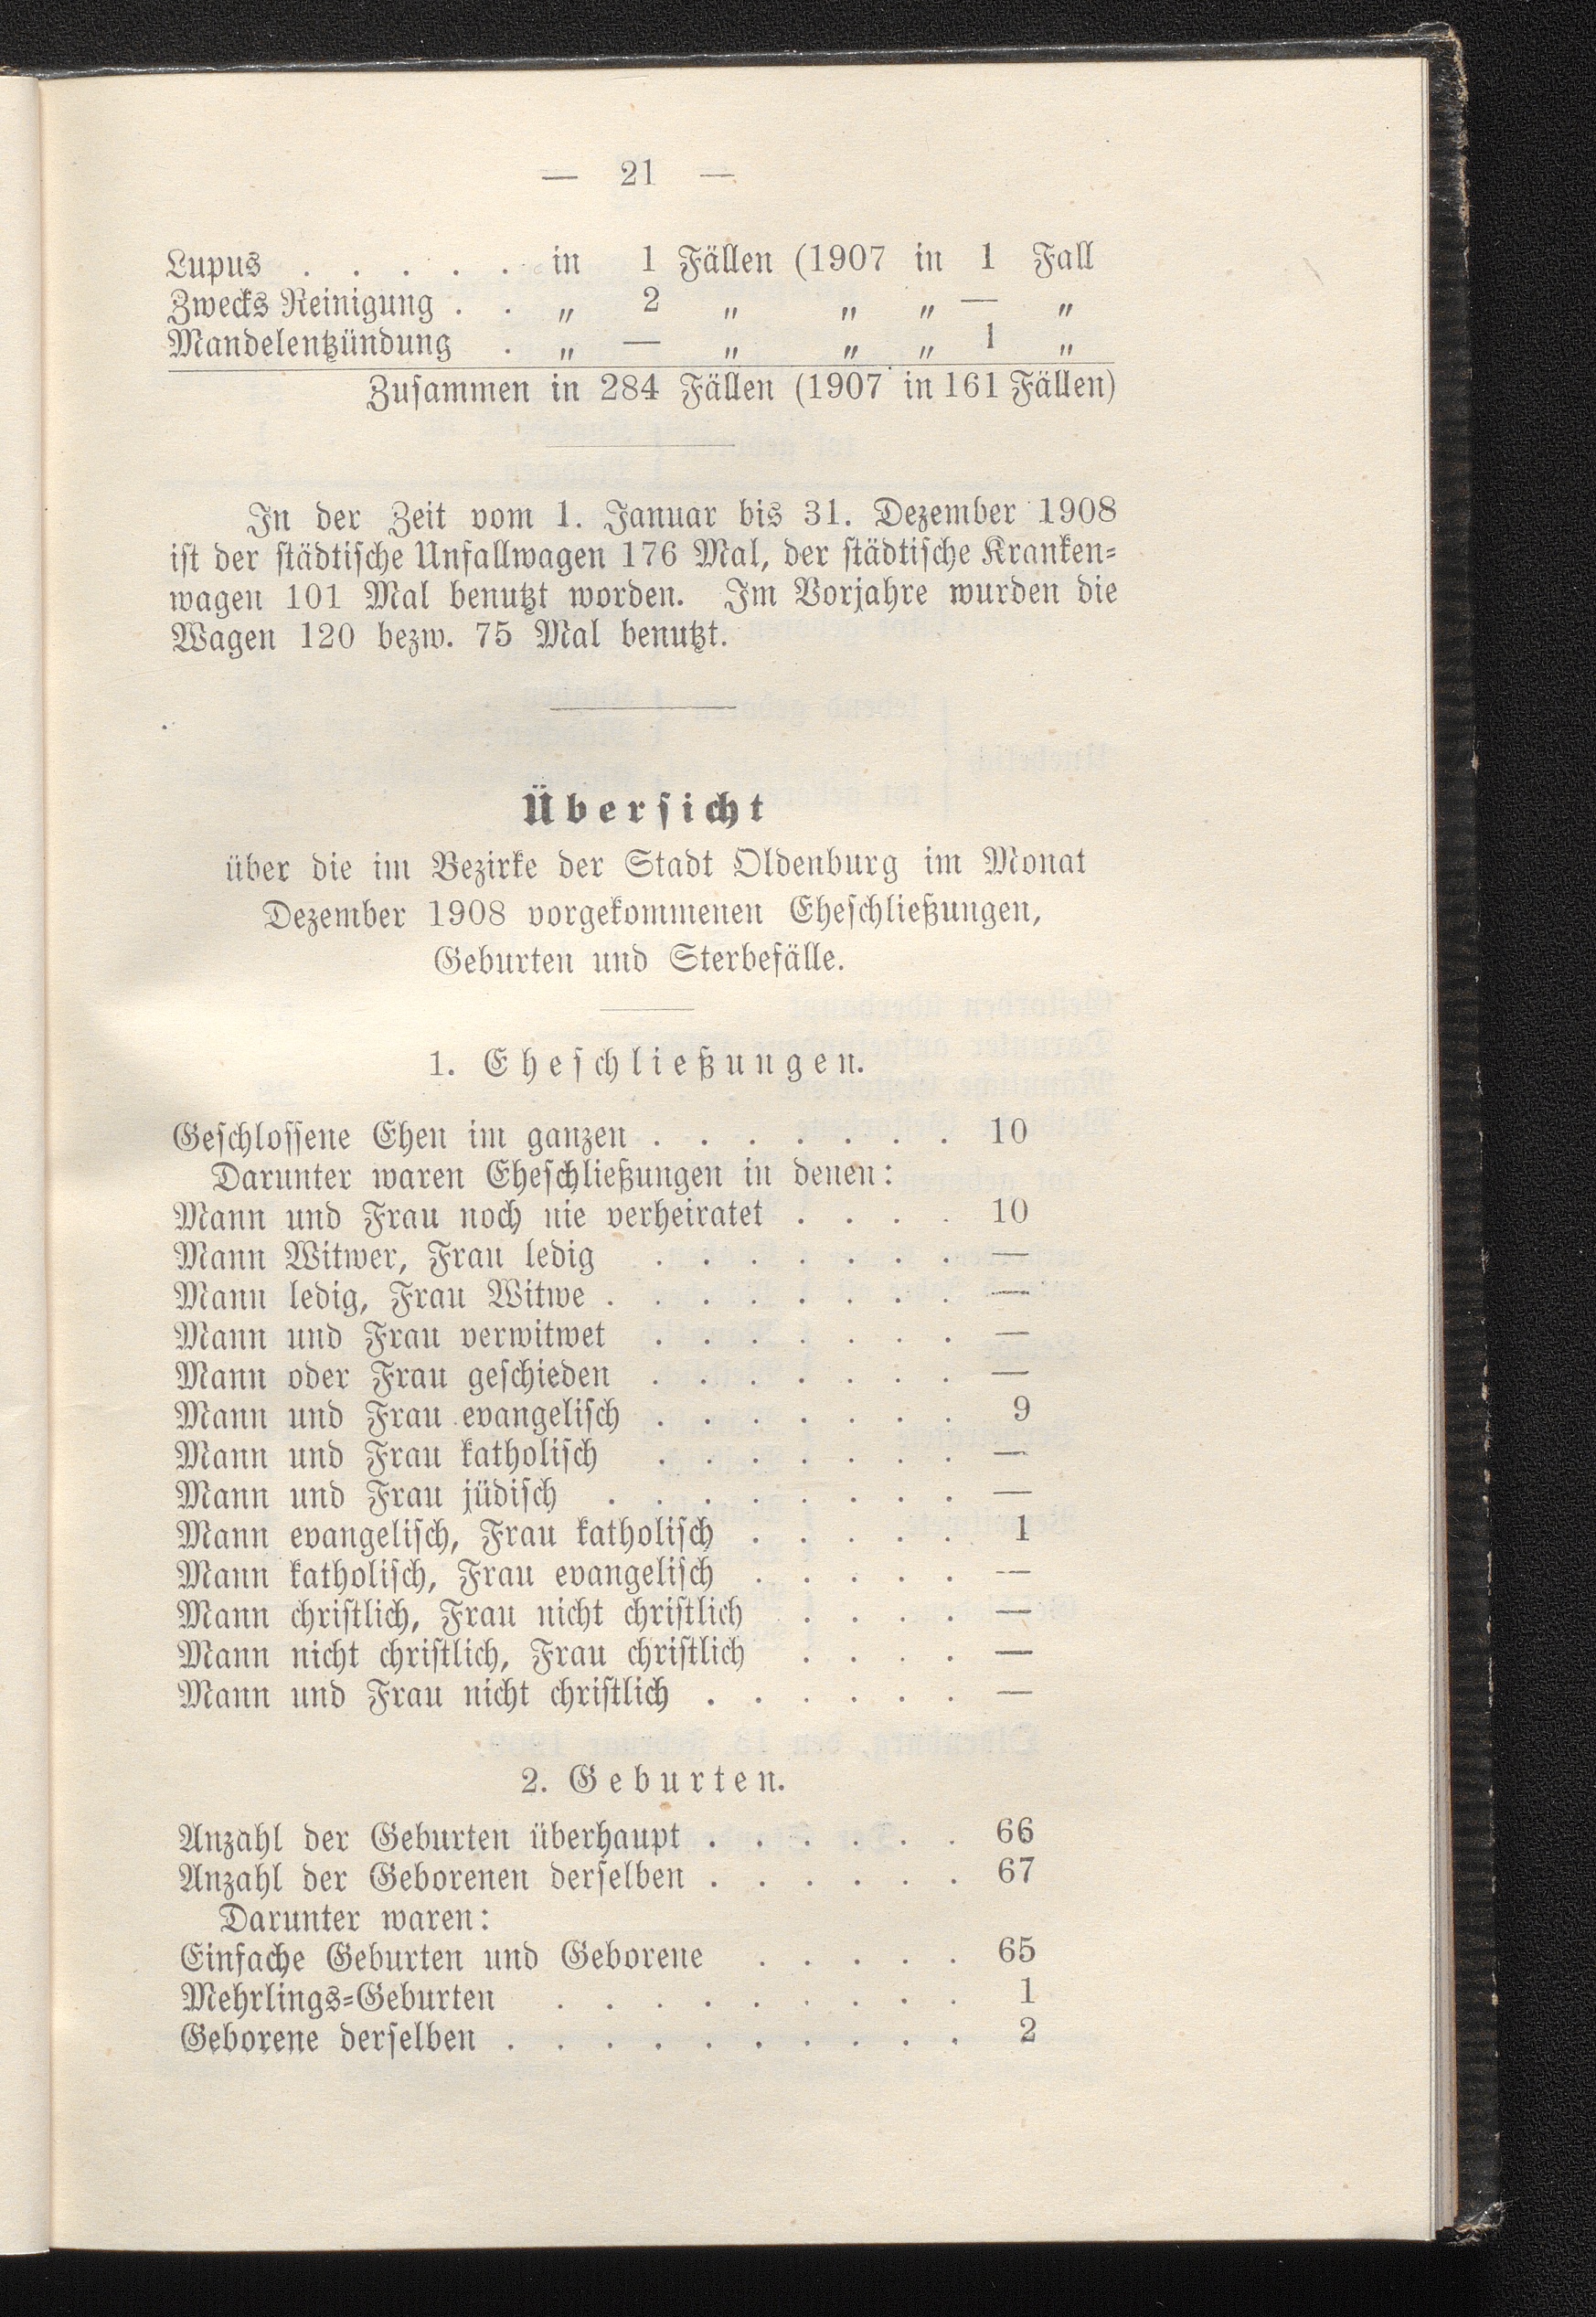 — 21 —
Lupus . . . . . in 1 Fällen (1907 in 1 Fall
Zwecks Reinigung . . „ 2 „ „ „ — „
Mandelentzündung . „ — „ „ „ 1 „
Zusammen in 284 Fällen (1907 in 161 Fällen)
In der Zeit vom 1. Januar bis 31. Dezember 1908
ist der städtische Unfallwagen 176 Mal, der städtische Kranken-
wagen 101 Mal benutzt worden. Im Vorjahre wurden die
Wagen 120 bezw. 75 Mal benutzt.
Übersicht
über die im Bezirke der Stadt Oldenburg im Monat
Dezember 1908 vorgekommenen Eheschließungen,
Geburten und Sterbefälle.
1. Eheschließungen.
Geschlossene Ehen im ganzen . . . . . . . 10
Darunter waren Eheschließungen in denen:
Mann und Frau noch nie verheiratet . . . . 10
Mann Witwer, Frau ledig . . . . . . . —
Mann ledig, Frau Witwe . . . . . . . . —
Mann und Frau verwitwet . . . . . . . —
Mann oder Frau geschieden . . . . . . . —
Mann und Frau evangelisch . . . . . . . 9
Mann und Frau katholisch . . . . . . . —
Mann und Frau jüdisch . . . . . . . . —
Mann evangelisch, Frau katholisch . . . . . 1
Mann katholisch, Frau evangelisch . . . . . —
Mann christlich, Frau nicht christlich . . . . —
Mann nicht christlich, Frau christlich . . . . —
Mann und Frau nicht christlich . . . . . . —
2. Geburten.
Anzahl der Geburten überhaupt . . . . . . 66
Anzahl der Geborenen derselben . . . . . . 67
Darunter waren:
Einfache Geburten und Geborene . . . . . 65
Mehrlings-Geburten . . . . . . . . . 1
Geborene derselben . . . . . . . . . . 2